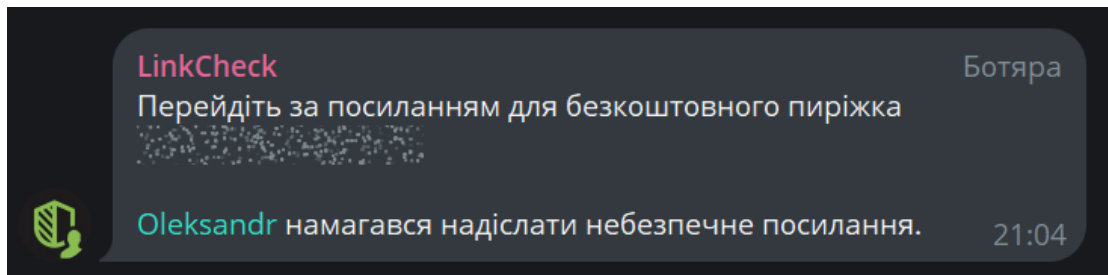 LinkCheck Ботяра
Перейдіть за посиланням для безкоштовного пиріжка
Oleksandr намагався надіслати небезпечне посилання.
21:04